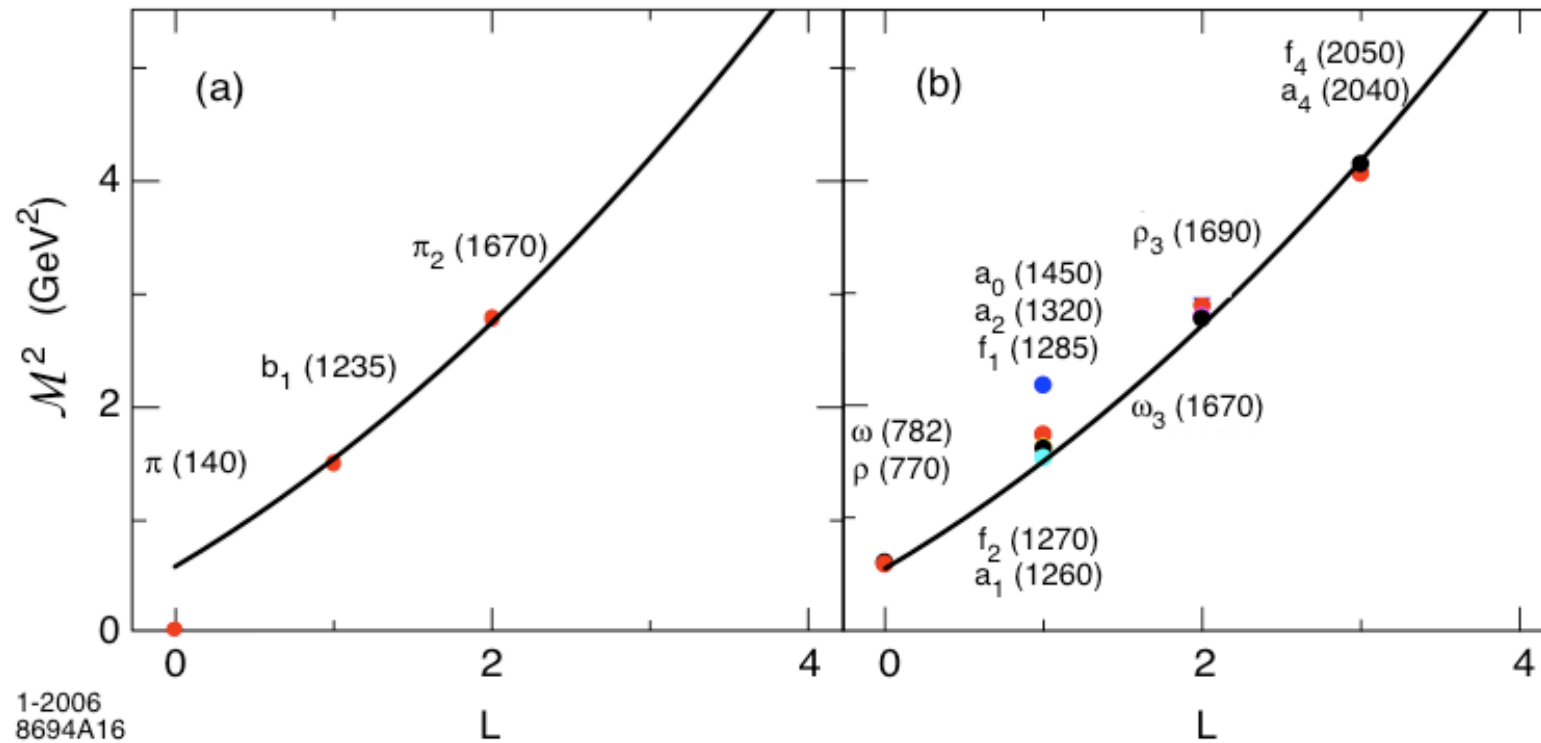 (a)
π₂ (1670)
b₁ (1235)
π (140)
M² (GeV²)
4
2
0
0 2 4
L
(b)
f₄ (2050)
a₄ (2040)
ρ₃ (1690)
a₀ (1450)
a₂ (1320)
f₁ (1285)
ω₃ (1670)
ω (782)
ρ (770)
f₂ (1270)
a₁ (1260)
0 2 4
L
1-2006
8694A16